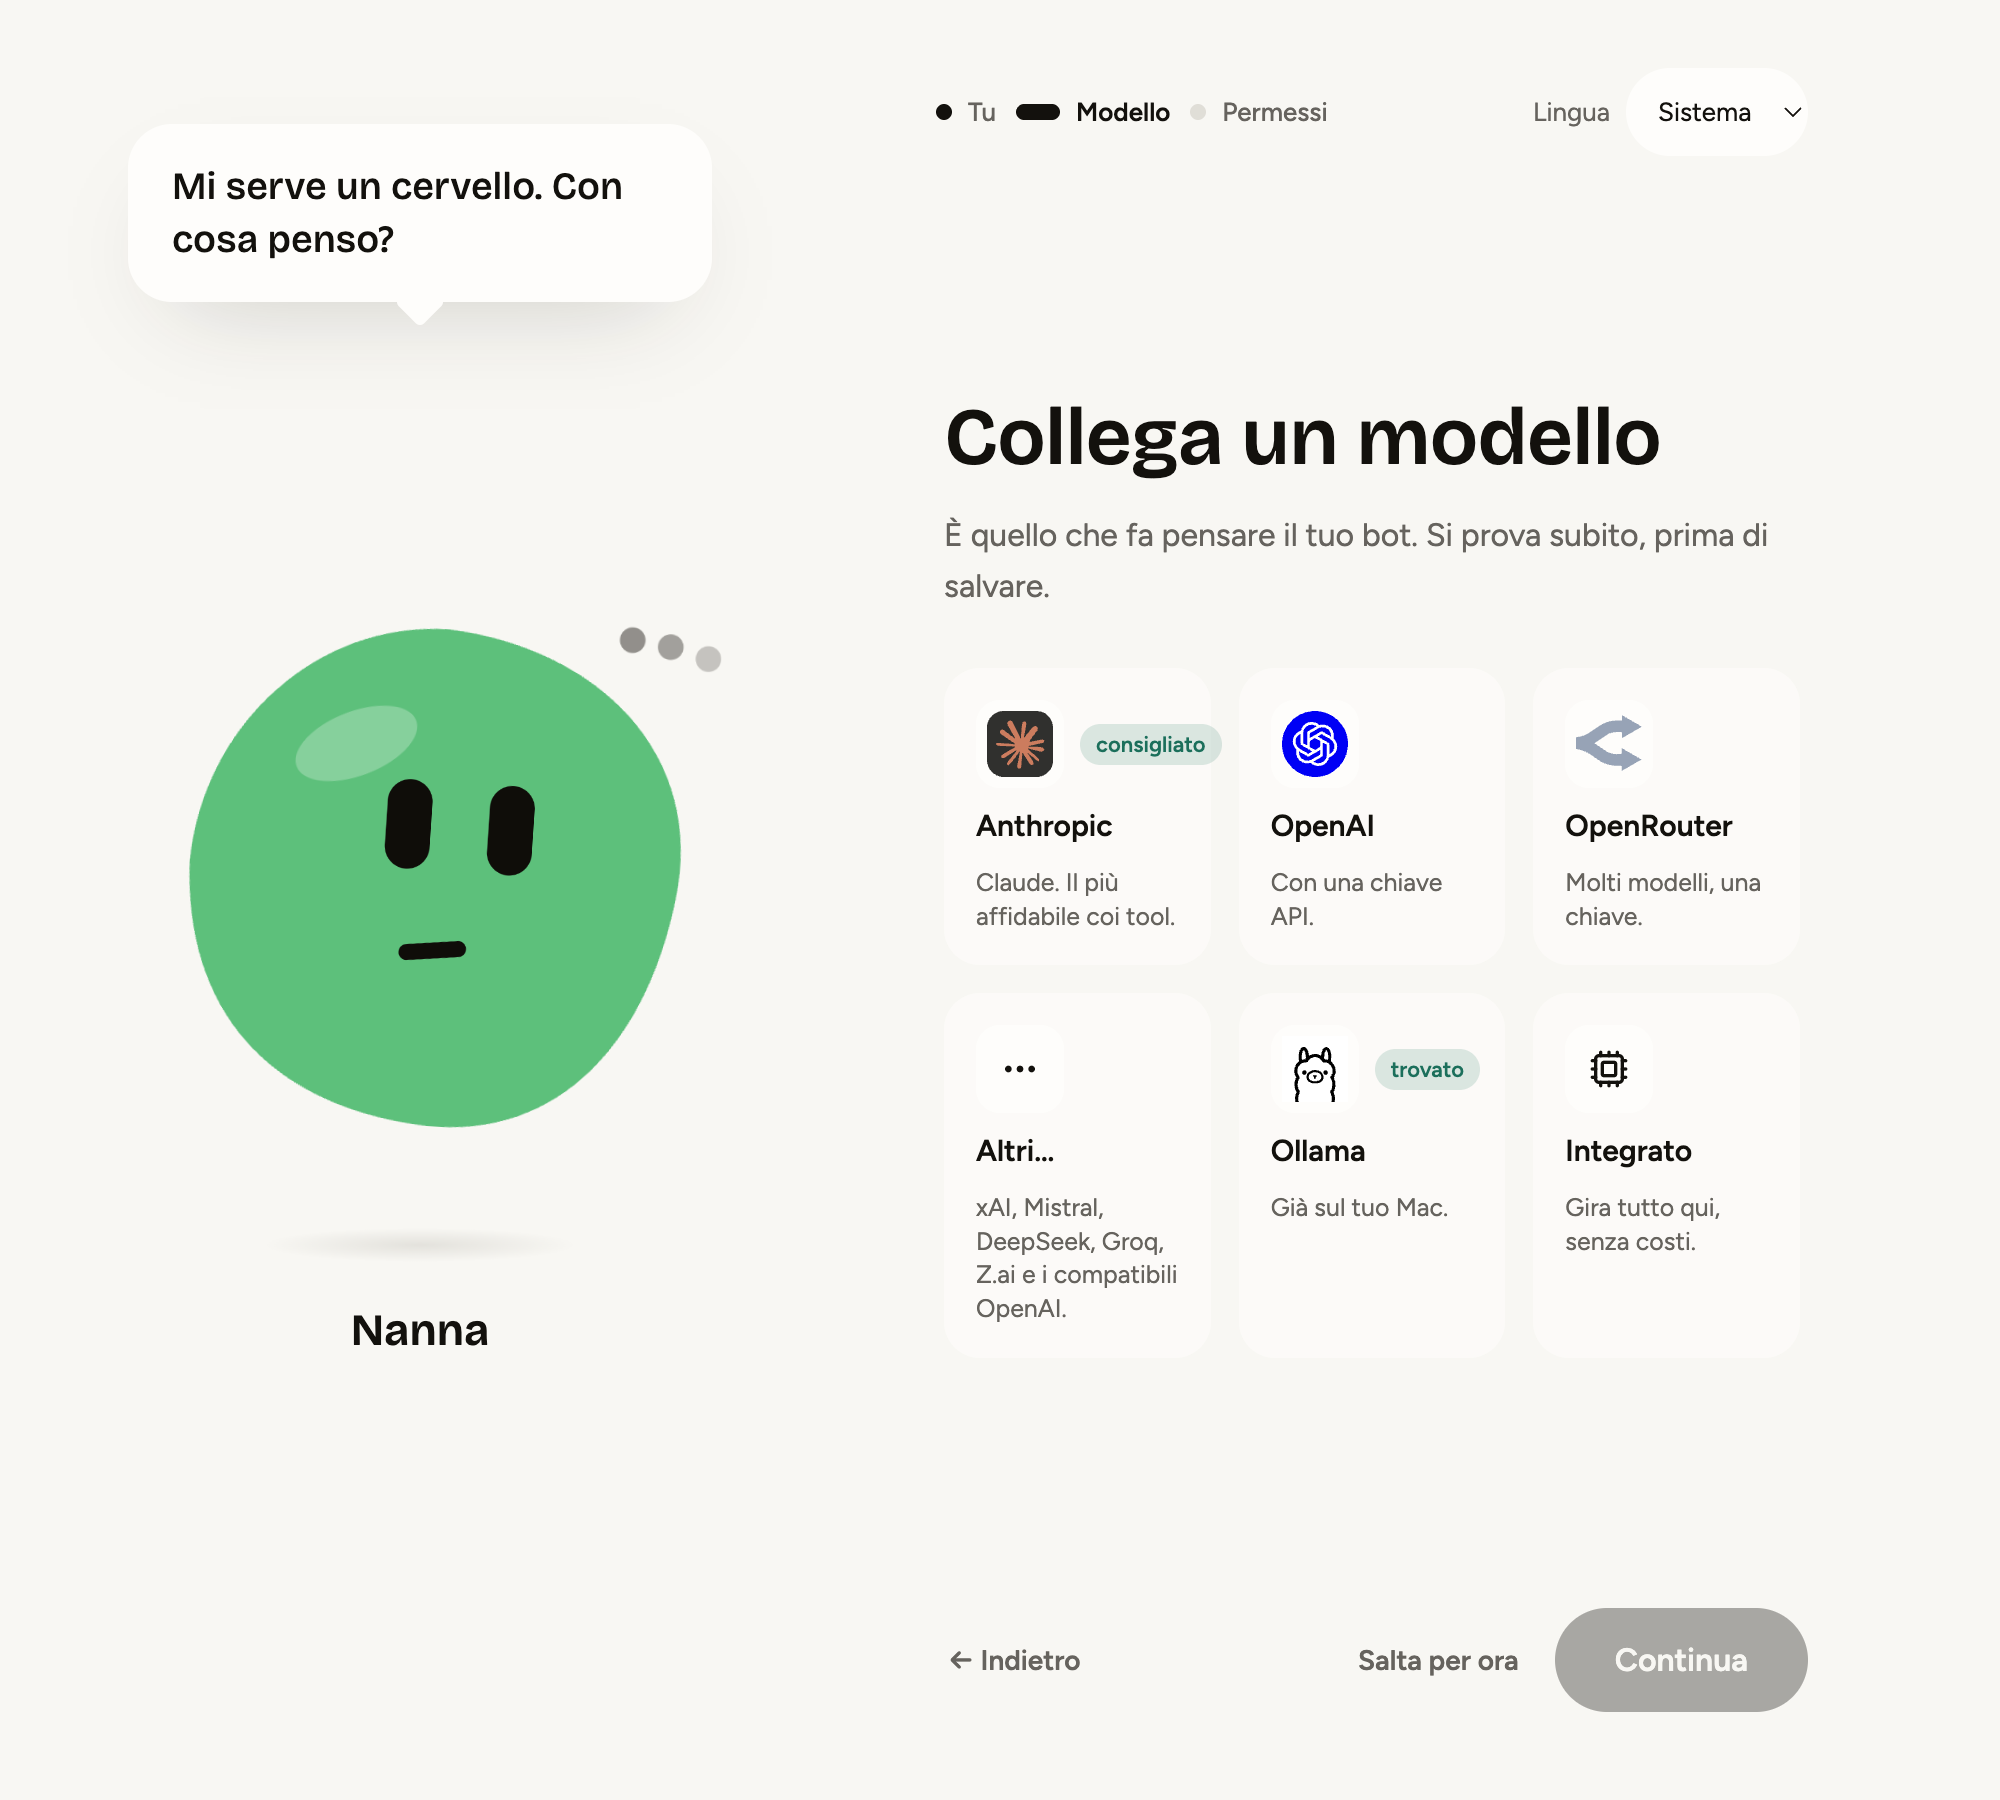 Tu
Modello
Permessi
Lingua
Sistema
Mi serve un cervello. Con
cosa penso?
Nanna
Collega un modello
È quello che fa pensare il tuo bot. Si prova subito, prima di
salvare.
consigliato
Anthropic
Claude. Il più
affidabile coi tool.
OpenAI
Con una chiave
API.
OpenRouter
Molti modelli, una
chiave.
Altri...
xAI, Mistral,
DeepSeek, Groq,
Z.ai e i compatibili
OpenAI.
trovato
Ollama
Già sul tuo Mac.
Integrato
Gira tutto qui,
senza costi.
Indietro
Salta per ora
Continua